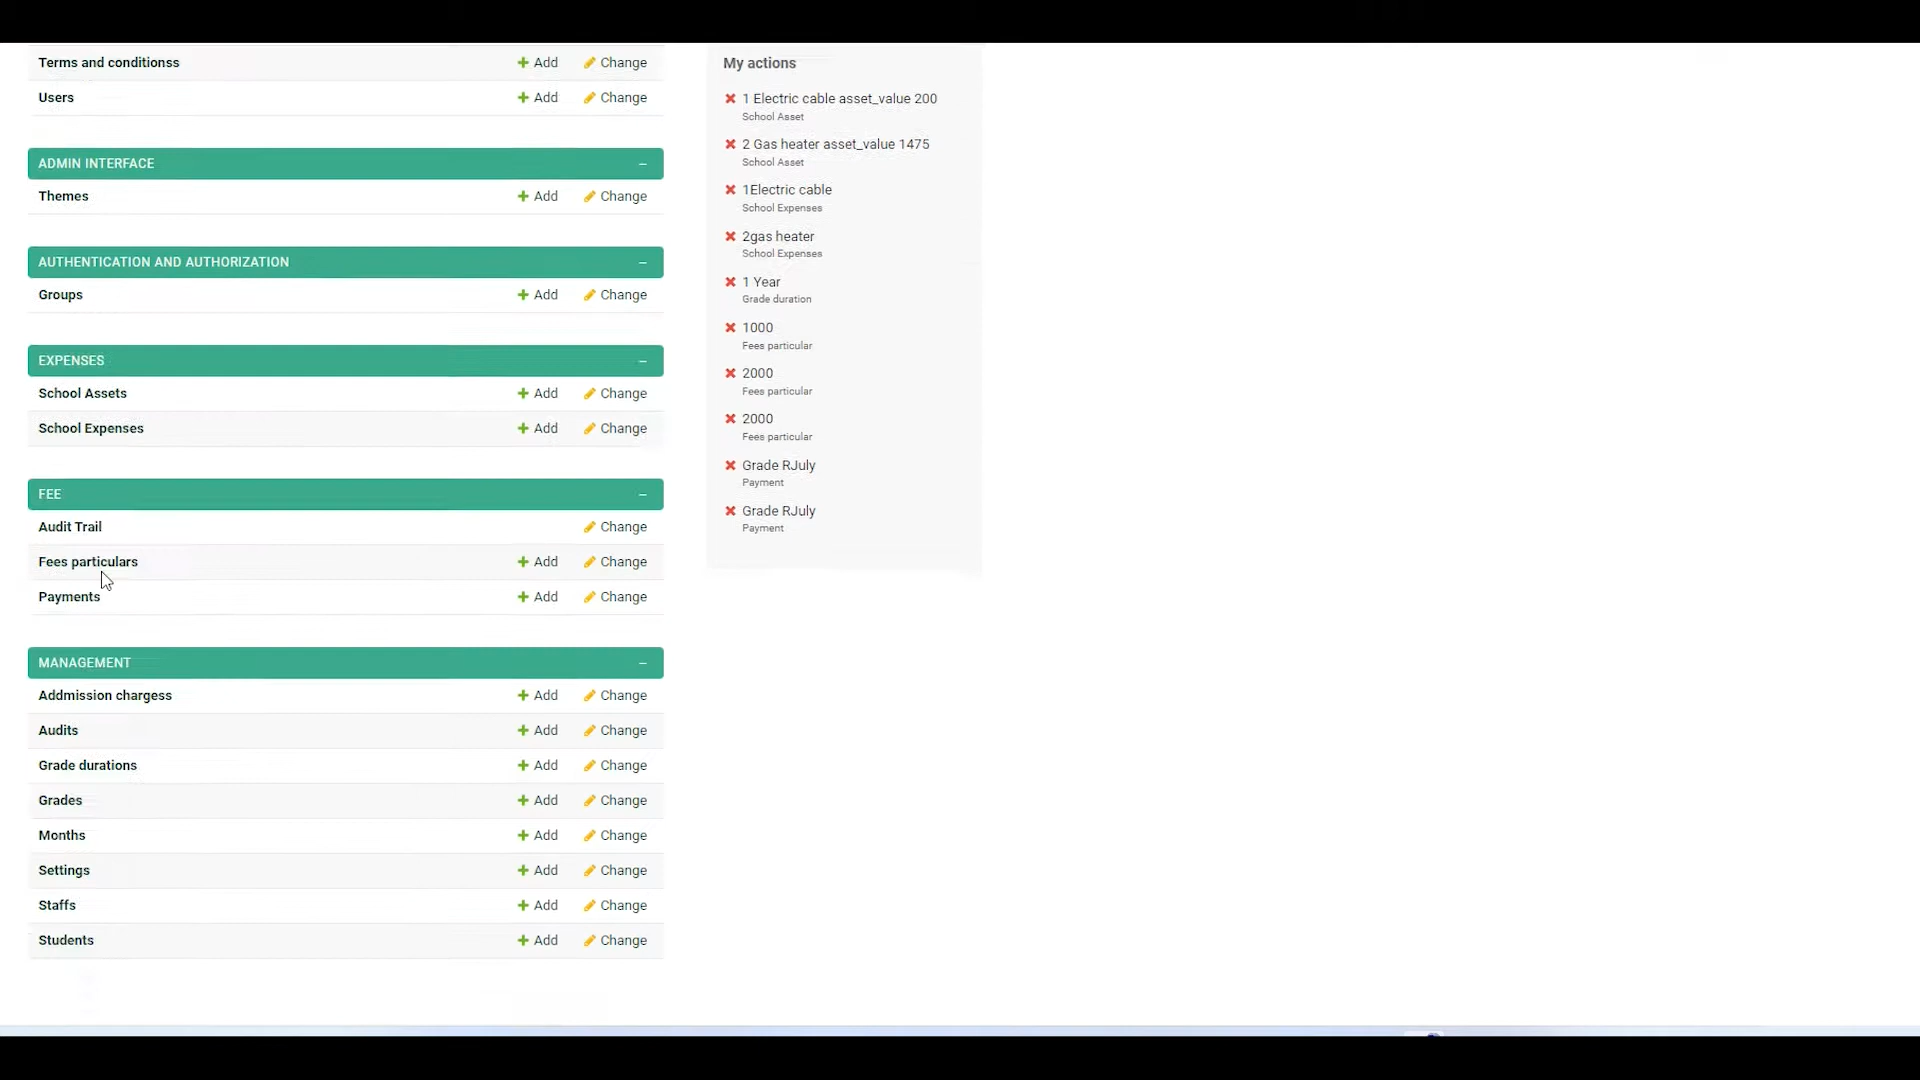 Terms and conditionss Add Change
Users Add Change
ADMIN INTERFACE –
Themes Add Change
AUTHENTICATION AND AUTHORIZATION –
Groups Add Change
EXPENSES –
School Assets Add Change
School Expenses Add Change
FEE –
Audit Trail Change
Fees particulars Add Change
Payments Add Change
MANAGEMENT –
Addmission chargess Add Change
Audits Add Change
Grade durations Add Change
Grades Add Change
Months Add Change
Settings Add Change
Staffs Add Change
Students Add Change
My actions
1 Electric cable asset_value 200
School Asset
2 Gas heater asset_value 1475
School Asset
1Electric cable
School Expenses
2gas heater
School Expenses
1 Year
Grade duration
1000
Fees particular
2000
Fees particular
2000
Fees particular
Grade RJuly
Payment
Grade RJuly
Payment